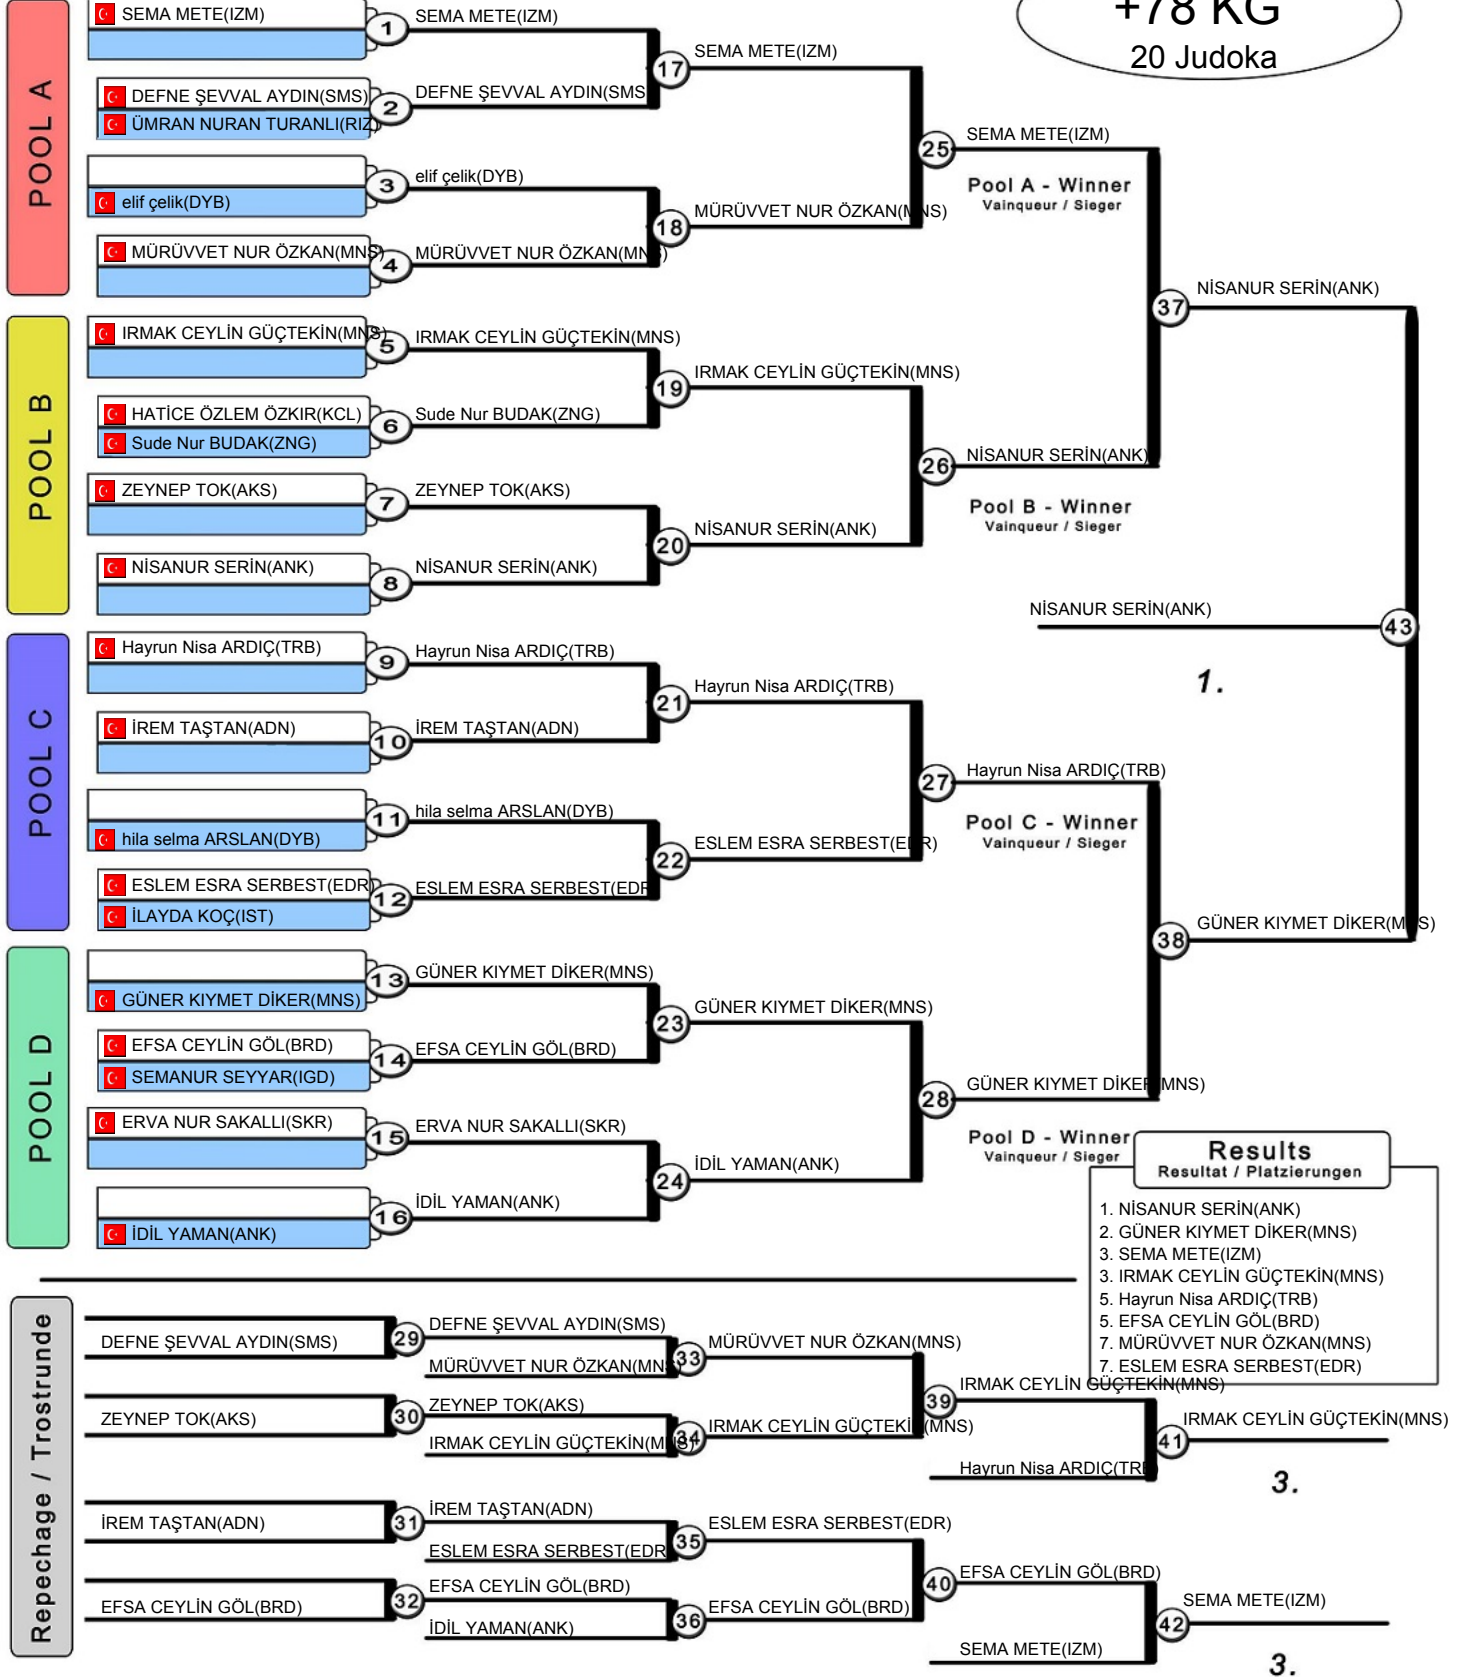 +78 KG
20 Judoka
POOL A
SEMA METE(IZM)
1
SEMA METE(IZM)
17
SEMA METE(IZM)
DEFNE ŞEVVAL AYDIN(SMS)
ÜMRAN NURAN TURANLI(RIZ)
2
DEFNE ŞEVVAL AYDIN(SMS
25
SEMA METE(IZM)
Pool A - Winner
Vainqueur / Sieger
elif çelik(DYB)
3
elif çelik(DYB)
18
MÜRÜVVET NUR ÖZKAN(MNS)
MÜRÜVVET NUR ÖZKAN(MNS)
4
MÜRÜVVET NUR ÖZKAN(MNS)
37
NİSANUR SERİN(ANK)
POOL B
IRMAK CEYLİN GÜÇTEKİN(MNS)
5
IRMAK CEYLİN GÜÇTEKİN(MNS)
19
IRMAK CEYLİN GÜÇTEKİN(MNS)
HATİCE ÖZLEM ÖZKIR(KCL)
Sude Nur BUDAK(ZNG)
6
Sude Nur BUDAK(ZNG)
26
NİSANUR SERİN(ANK)
Pool B - Winner
Vainqueur / Sieger
ZEYNEP TOK(AKS)
7
ZEYNEP TOK(AKS)
20
NİSANUR SERİN(ANK)
NİSANUR SERİN(ANK)
8
NİSANUR SERİN(ANK)
NİSANUR SERİN(ANK)
43
1.
POOL C
Hayrun Nisa ARDIÇ(TRB)
9
Hayrun Nisa ARDIÇ(TRB)
21
Hayrun Nisa ARDIÇ(TRB)
İREM TAŞTAN(ADN)
10
İREM TAŞTAN(ADN)
27
Hayrun Nisa ARDIÇ(TRB)
Pool C - Winner
Vainqueur / Sieger
hila selma ARSLAN(DYB)
11
hila selma ARSLAN(DYB)
22
ESLEM ESRA SERBEST(EDR)
ESLEM ESRA SERBEST(EDR)
İLAYDA KOÇ(IST)
12
ESLEM ESRA SERBEST(EDR
38
GÜNER KIYMET DİKER(MNS)
POOL D
GÜNER KIYMET DİKER(MNS)
13
GÜNER KIYMET DİKER(MNS)
23
GÜNER KIYMET DİKER(MNS)
EFSA CEYLİN GÖL(BRD)
SEMANUR SEYYAR(IGD)
14
EFSA CEYLİN GÖL(BRD)
28
GÜNER KIYMET DİKER(MNS)
Pool D - Winner
Vainqueur / Sieger
ERVA NUR SAKALLI(SKR)
15
ERVA NUR SAKALLI(SKR)
24
İDİL YAMAN(ANK)
İDİL YAMAN(ANK)
16
İDİL YAMAN(ANK)
Results
Resultat / Platzierungen
1. NİSANUR SERİN(ANK)
2. GÜNER KIYMET DİKER(MNS)
3. SEMA METE(IZM)
3. IRMAK CEYLİN GÜÇTEKİN(MNS)
5. Hayrun Nisa ARDIÇ(TRB)
5. EFSA CEYLİN GÖL(BRD)
7. MÜRÜVVET NUR ÖZKAN(MNS)
7. ESLEM ESRA SERBEST(EDR)
Repechage / Trostrunde
DEFNE ŞEVVAL AYDIN(SMS)
29
DEFNE ŞEVVAL AYDIN(SMS)
MÜRÜVVET NUR ÖZKAN(MNS)
33
MÜRÜVVET NUR ÖZKAN(MNS)
ZEYNEP TOK(AKS)
30
ZEYNEP TOK(AKS)
IRMAK CEYLİN GÜÇTEKİN(MNS)
34
IRMAK CEYLİN GÜÇTEKİN(MNS)
39
IRMAK CEYLİN GÜÇTEKİN(MNS)
Hayrun Nisa ARDIÇ(TRB)
41
IRMAK CEYLİN GÜÇTEKİN(MNS)
3.
İREM TAŞTAN(ADN)
31
İREM TAŞTAN(ADN)
ESLEM ESRA SERBEST(EDR
35
ESLEM ESRA SERBEST(EDR)
EFSA CEYLİN GÖL(BRD)
32
EFSA CEYLİN GÖL(BRD)
İDİL YAMAN(ANK)
36
EFSA CEYLİN GÖL(BRD)
40
EFSA CEYLİN GÖL(BRD)
SEMA METE(IZM)
42
SEMA METE(IZM)
3.